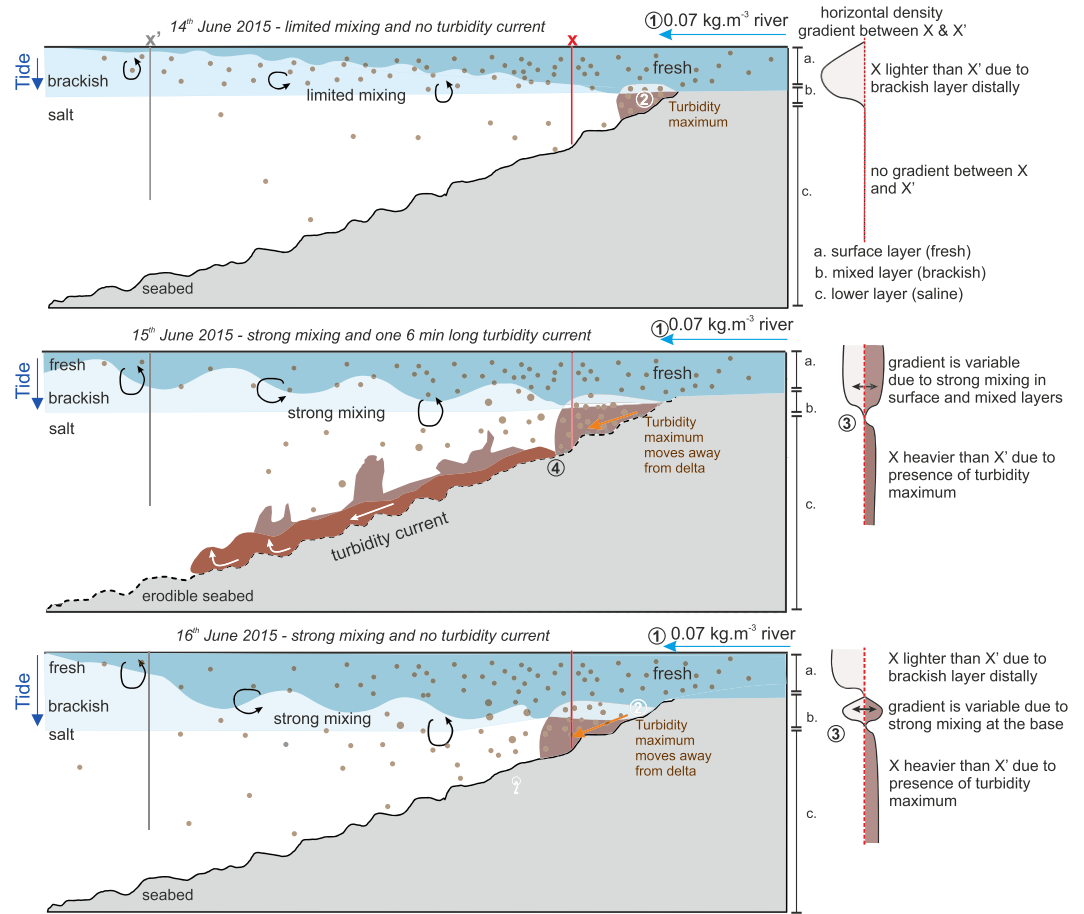 14th June 2015 - limited mixing and no turbidity current
① 0.07 kg.m-3 river
horizontal density
gradient between X & X’
X’
X
Tide
brackish
salt
fresh
limited mixing
②
Turbidity
maximum
seabed
a.
b.
c.
X lighter than X’ due to
brackish layer distally
no gradient between X
and X’
a. surface layer (fresh)
b. mixed layer (brackish)
c. lower layer (saline)
15th June 2015 - strong mixing and one 6 min long turbidity current
① 0.07 kg.m-3 river
Tide
fresh
brackish
salt
fresh
strong mixing
Turbidity
maximum
moves away
from delta
④
turbidity current
erodible seabed
a.
b.
c.
gradient is variable
due to strong mixing in
surface and mixed layers
③
X heavier than X’ due to
presence of turbidity
maximum
16th June 2015 - strong mixing and no turbidity current
① 0.07 kg.m-3 river
Tide
fresh
brackish
salt
fresh
strong mixing
②
Turbidity
maximum
moves away
from delta
?
seabed
a.
b.
c.
X lighter than X’ due to
brackish layer distally
gradient is variable due to
strong mixing at the base
③
X heavier than X’ due to
presence of turbidity
maximum